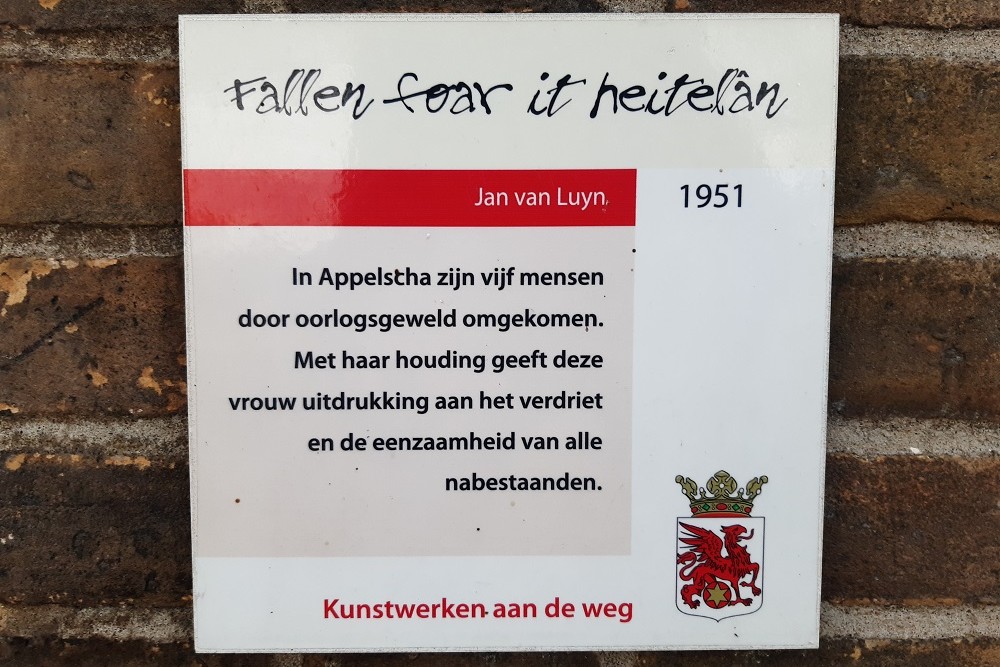 Fallen foar it heitelân
Jan van Luyn 1951
In Appelscha zijn vijf mensen
door oorlogsgeweld omgekomen.
Met haar houding geeft deze
vrouw uitdrukking aan het verdriet
en de eenzaamheid van alle
nabestaanden.
Kunstwerken aan de weg